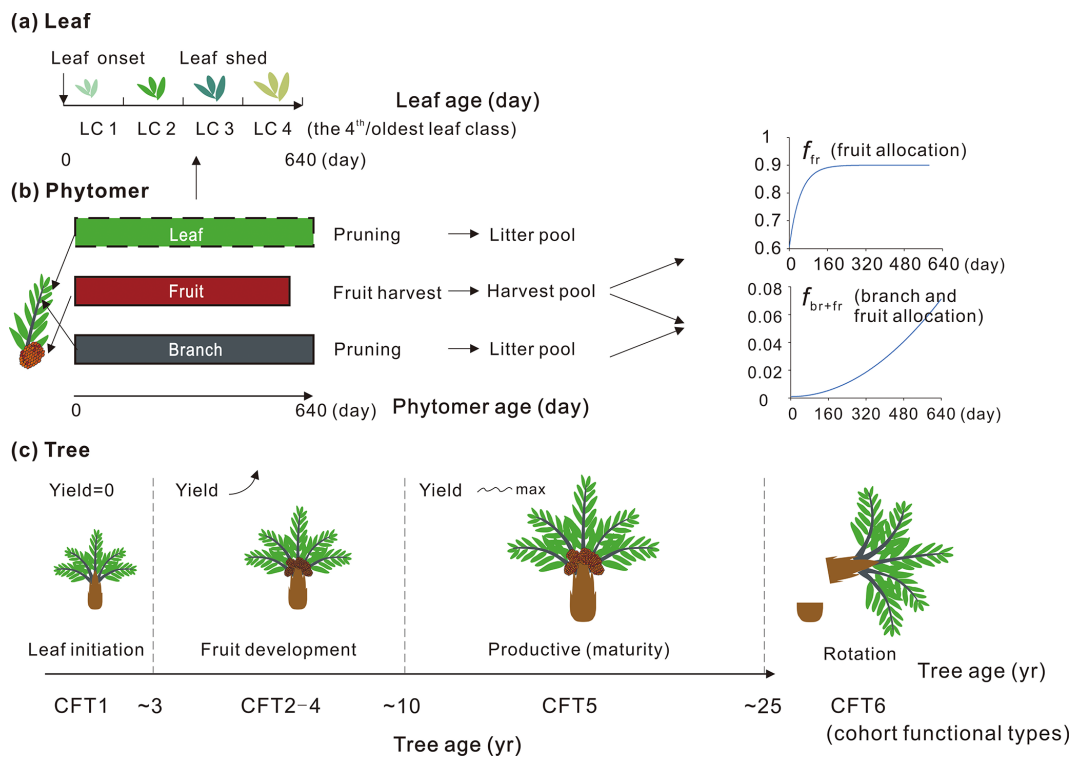 (a) Leaf
Leaf onset Leaf shed
Leaf age (day)
LC 1 LC 2 LC 3 LC 4 (the 4th/oldest leaf class)
0 640 (day)
(b) Phytomer
Leaf Pruning Litter pool
Fruit Fruit harvest Harvest pool
Branch Pruning Litter pool
0 640 (day) Phytomer age (day)
1
0.9
0.8
0.7
0.6
ffr (fruit allocation)
0 160 320 480 640 (day)
0.08
0.06
0.04
0.02
0
fbr+fr (branch and
fruit allocation)
0 160 320 480 640 (day)
(c) Tree
Yield=0 Yield Yield max
Leaf initiation Fruit development Productive (maturity) Rotation
Tree age (yr)
CFT1 ~3 CFT2-4 ~10 CFT5 ~25 CFT6
(cohort functional types)
Tree age (yr)